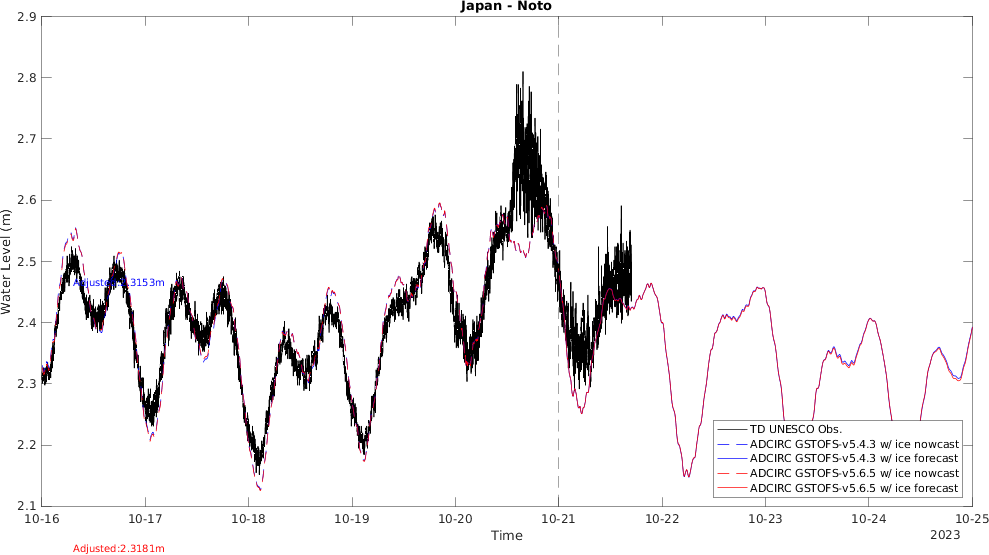 Japan - Noto
2.9
2.8
2.7
2.6
2.5
2.4
2.3
2.2
2.1
Water Level (m)
Adjusted:2.3153m
TD UNESCO Obs.
ADCIRC GSTOFS-v5.4.3 w/ ice nowcast
ADCIRC GSTOFS-v5.4.3 w/ ice forecast
ADCIRC GSTOFS-v5.6.5 w/ ice nowcast
ADCIRC GSTOFS-v5.6.5 w/ ice forecast
10-16 10-17 10-18 10-19 10-20 10-21 10-22 10-23 10-24 10-25
Time
2023
Adjusted:2.3181m